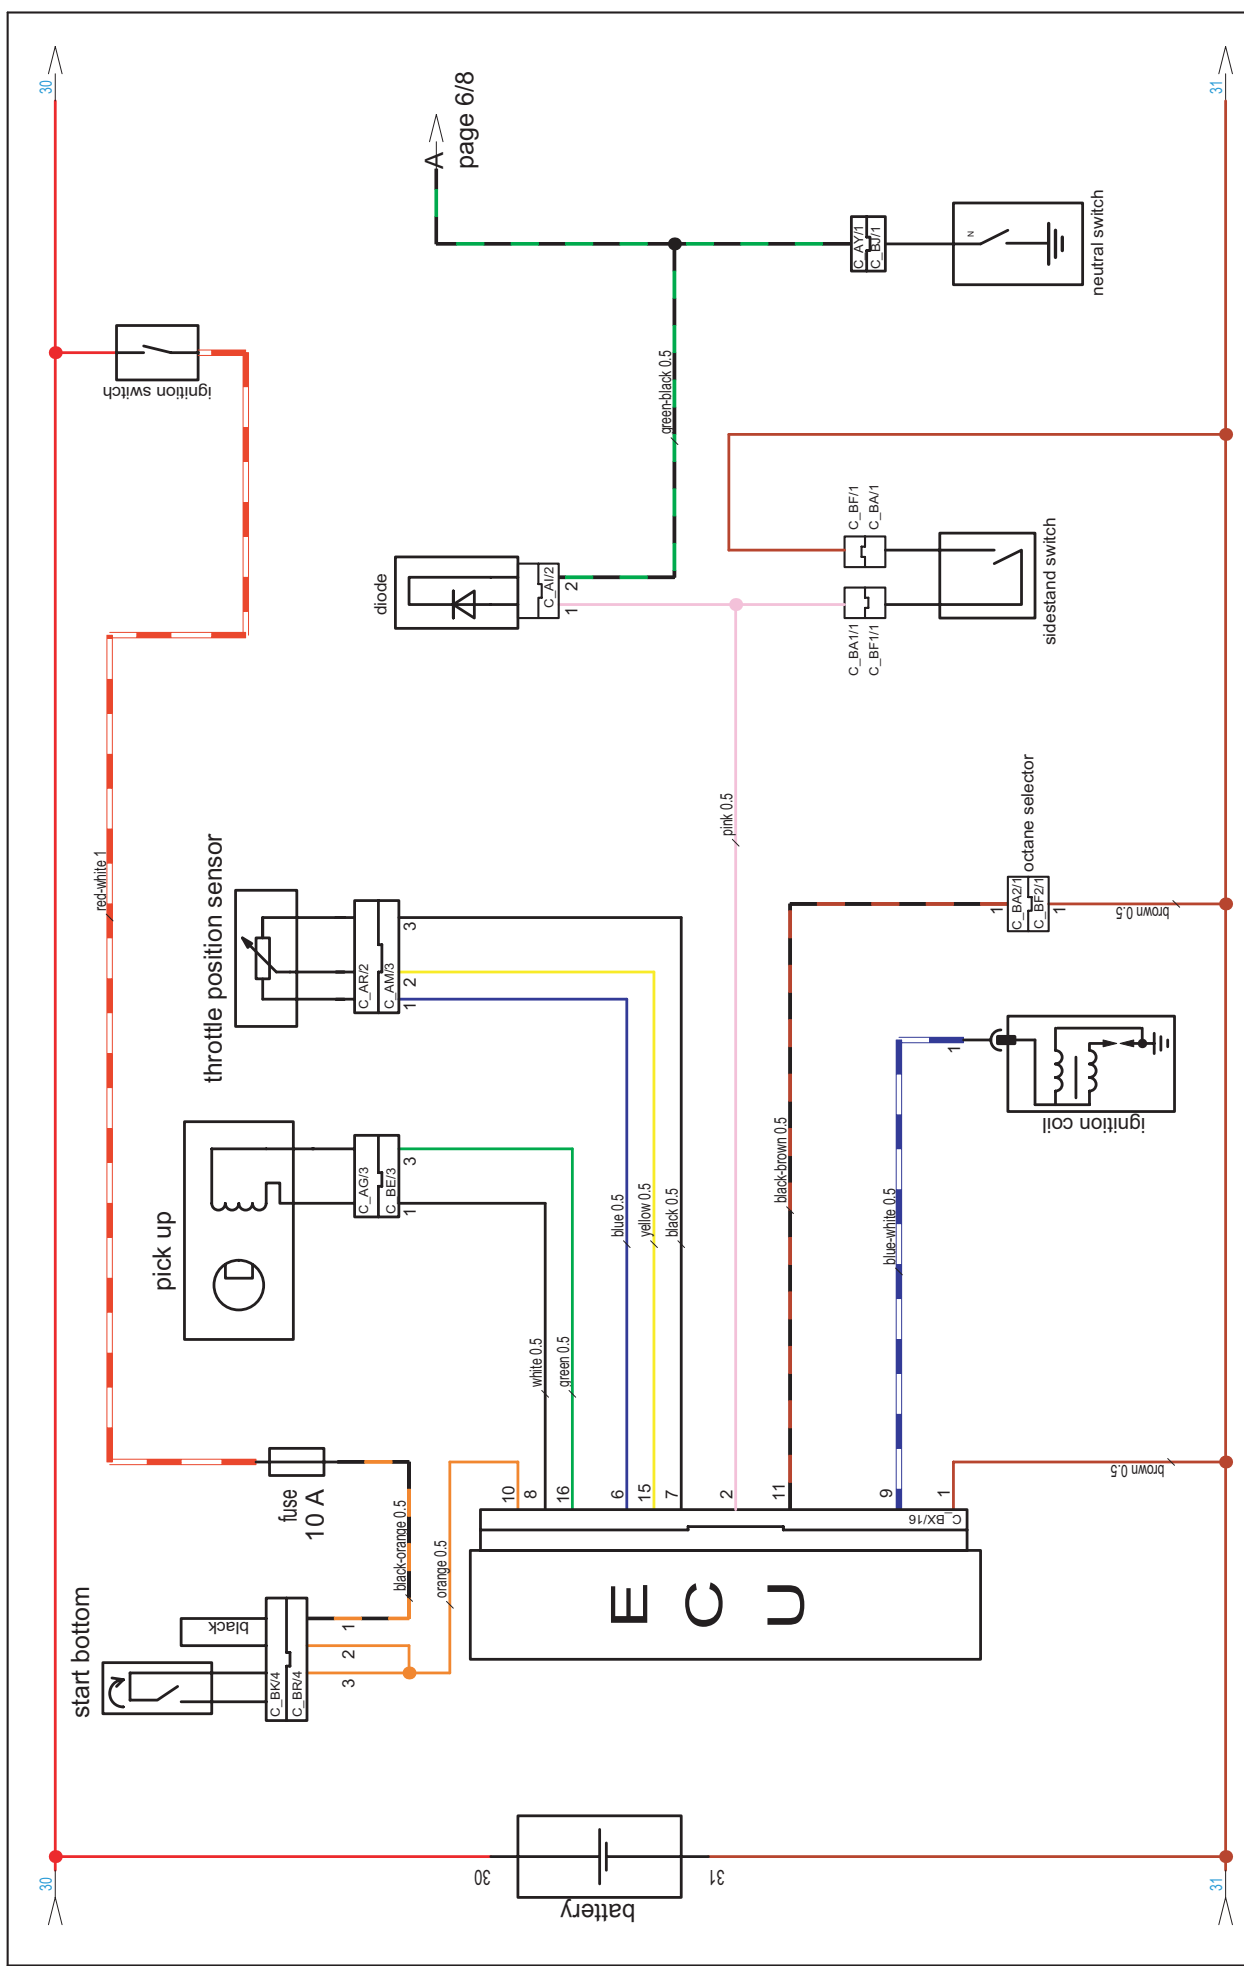 30
30
31
31
A
page 6/8
ignition switch
red-white 1
fuse
10 A
black-orange 0.5
orange 0.5
start bottom
black
C_BK/4
C_BR/4
1
2
3
battery
30
31
pick up
C_AG/3
C_BE/3
1
3
throttle position sensor
C_AR/2
C_AM/3
1
2
3
white 0.5
green 0.5
blue 0.5
yellow 0.5
black 0.5
diode
C_AI/2
1
2
green-black 0.5
C_AY/1
C_BJ/1
N
neutral switch
C_BF/1
C_BA/1
C_BA1/1
C_BF1/1
sidestand switch
pink 0.5
octane selector
1
C_BA2/1
C_BF2/1
1
brown 0.5
black-brown 0.5
blue-white 0.5
1
ignition coil
brown 0.5
10
8
16
6
15
7
2
11
9
1
C_BX/16
E
C
U